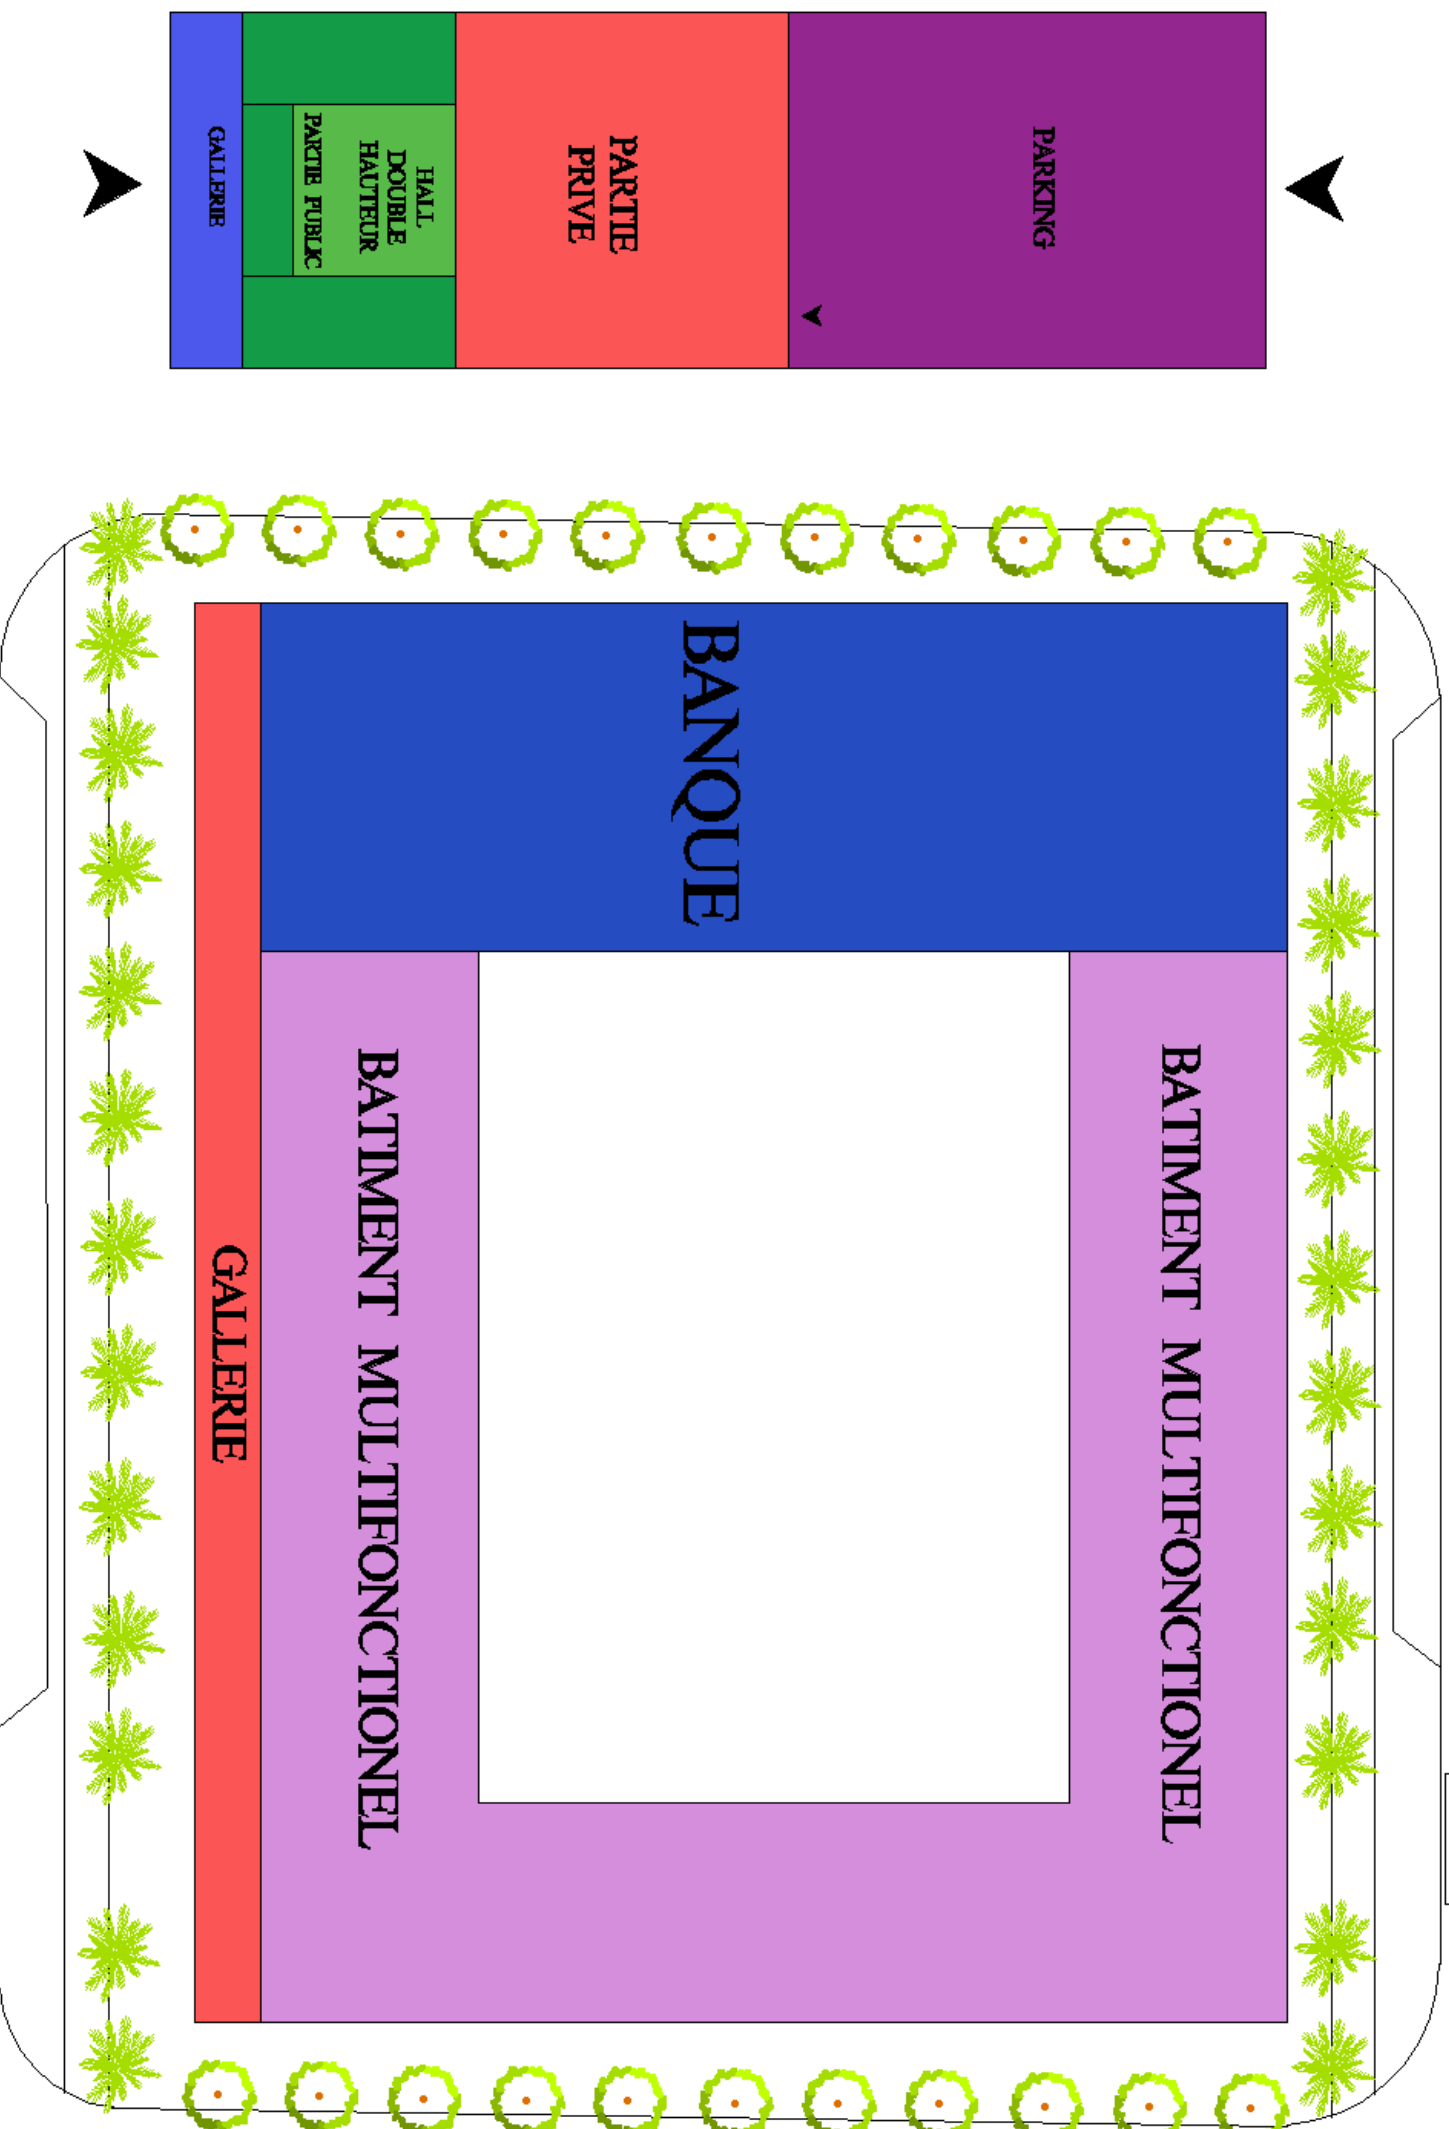 GALLERIE
HALL
DOUBLE
HAUTEUR
PARTIE PUBLIC
PARTIE
PRIVE
PARKING
BANQUE
GALLERIE
BATIMENT MULTIFONCTIONEL
BATIMENT MULTIFONCTIONEL